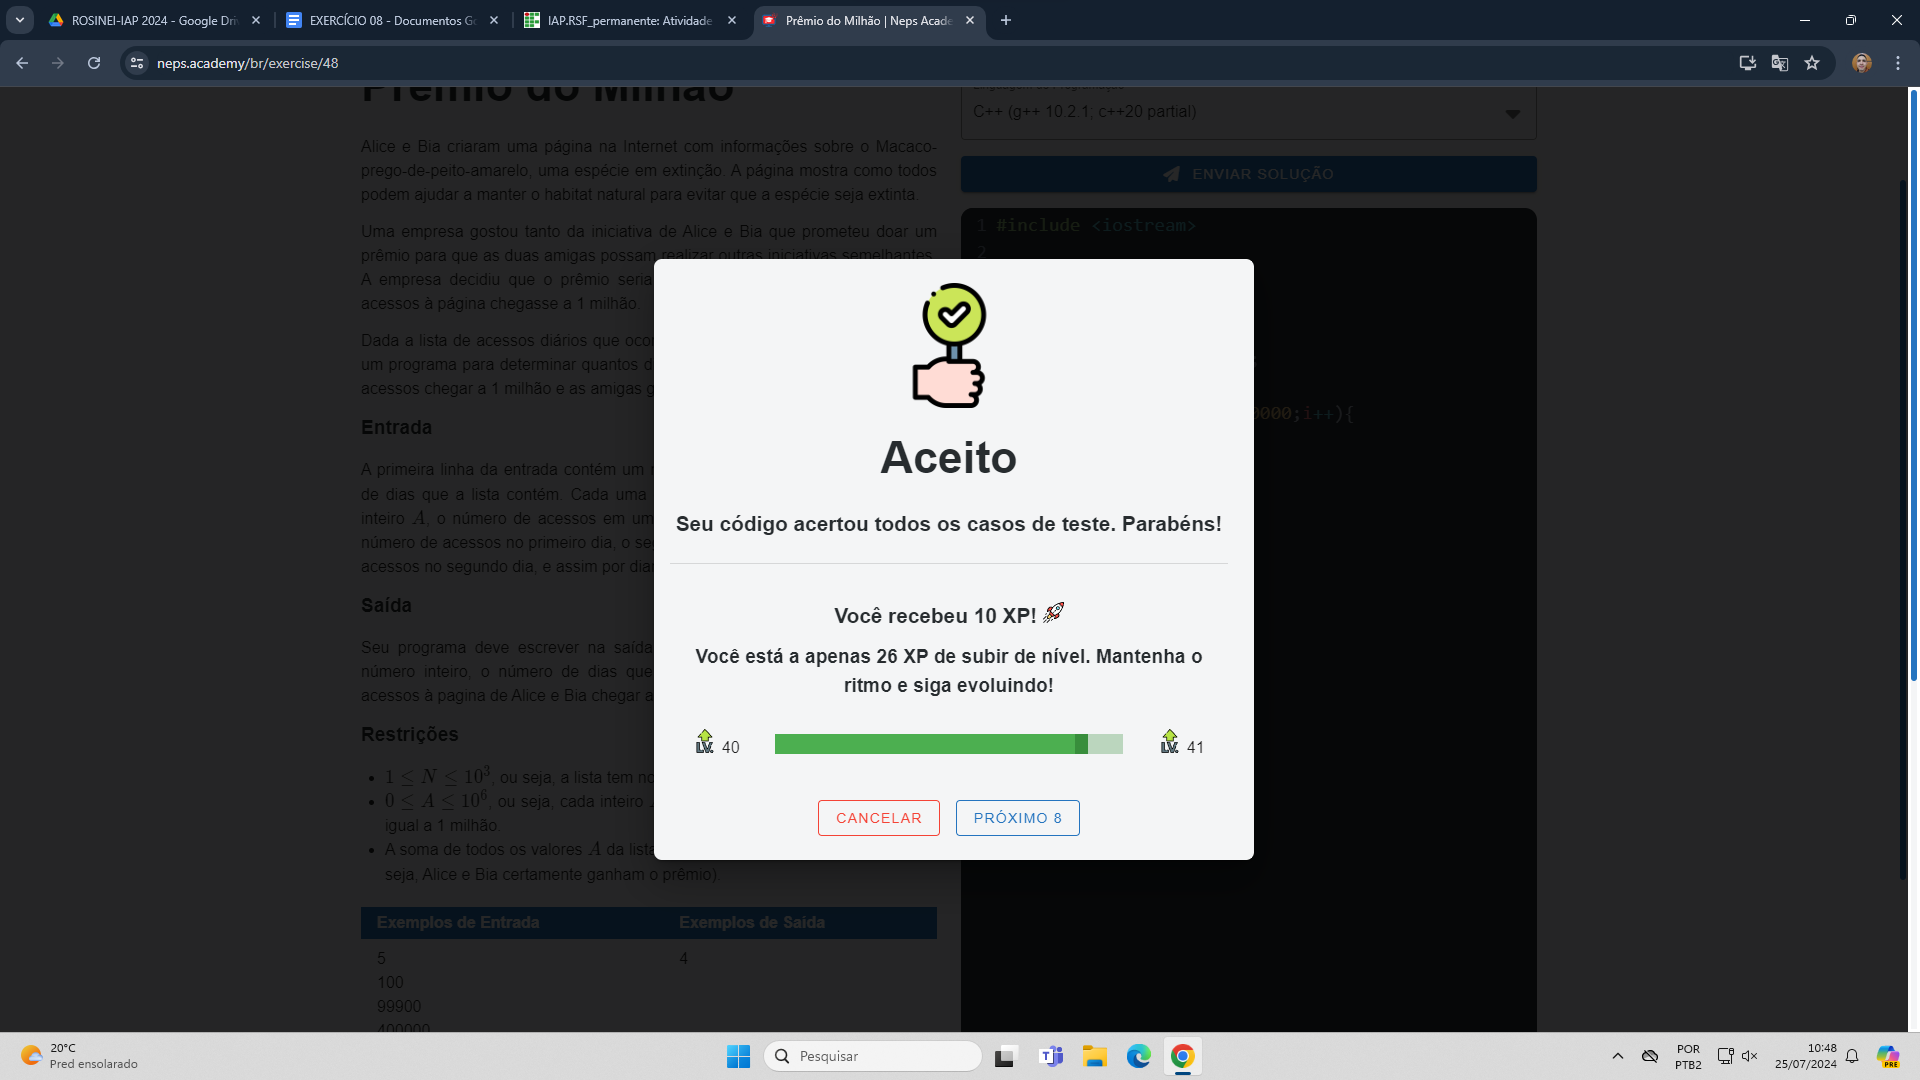 ROSINEI-IAP 2024 - Google Dri
EXERCÍCIO 08 - Documentos Go
IAP.RSF_permanente: Atividade
Prêmio do Milhão | Neps Acade
neps.academy/br/exercise/48
Prêmio do Milhão
Alice e Bia criaram uma página na Internet com informações sobre o Macaco-
prego-de-peito-amarelo, uma espécie em extinção. A página mostra como todos
podem ajudar a manter o habitat natural para evitar que a espécie seja extinta.
Uma empresa gostou tanto da iniciativa de Alice e Bia que prometeu doar um
prêmio para que as duas amigas possam realizar outras iniciativas semelhantes.
A empresa decidiu que o prêmio seria
acessos à página chegasse a 1 milhão.
Dada a lista de acessos diários que ocor
um programa para determinar quantos d
acessos chegar a 1 milhão e as amigas g
Entrada
A primeira linha da entrada contém um
de dias que a lista contém. Cada uma
inteiro A, o número de acessos em um
número de acessos no primeiro dia, o se
acessos no segundo dia, e assim por dia
Saída
Seu programa deve escrever na saída
número inteiro, o número de dias que
acessos à pagina de Alice e Bia chegar a
Restrições
• 1 ≤ N ≤ 10³, ou seja, a lista tem no
• 0 ≤ A ≤ 10⁶, ou seja, cada inteiro
igual a 1 milhão.
• A soma de todos os valores A da lista
seja, Alice e Bia certamente ganham o prêmio).
Exemplos de Entrada Exemplos de Saida
5 4
100
99900
400000
C++ (g++ 10.2.1, c++20 partial)
ENVIAR SOLUÇÃO
1 #include <iostream>
2
0000;i++){
Aceito
Seu código acertou todos os casos de teste. Parabéns!
Você recebeu 10 XP!
Você está a apenas 26 XP de subir de nível. Mantenha o
ritmo e siga evoluindo!
LV. 40 LV. 41
CANCELAR PRÓXIMO 8
20°C
Pred ensolarado
Pesquisar
POR
PTB2
10:48
25/07/2024
PRE